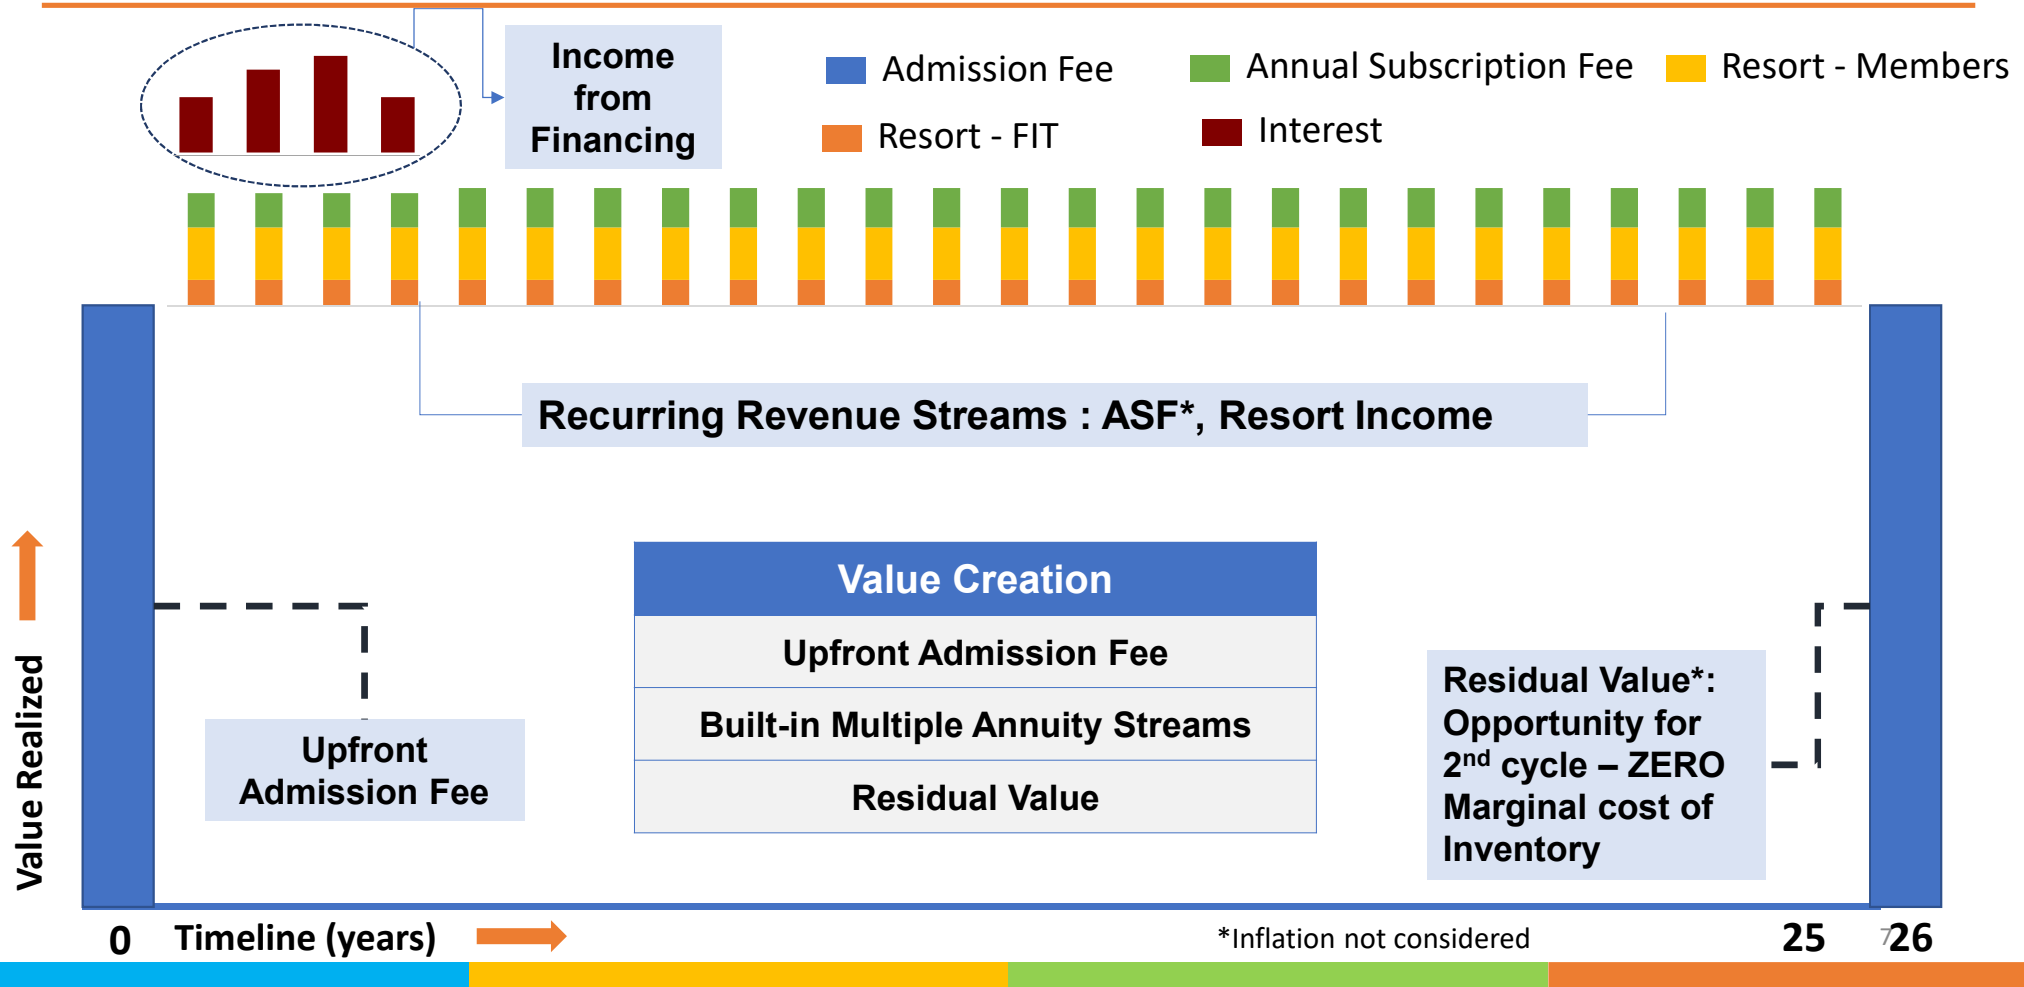 Income
from
Financing
Admission Fee
Annual Subscription Fee
Resort - Members
Resort - FIT
Interest
Recurring Revenue Streams : ASF*, Resort Income
Value Realized
Value Creation
Upfront Admission Fee
Built-in Multiple Annuity Streams
Residual Value
Upfront
Admission Fee
Residual Value*:
Opportunity for
2nd cycle – ZERO
Marginal cost of
Inventory
0
Timeline (years)
*Inflation not considered
25
7
26